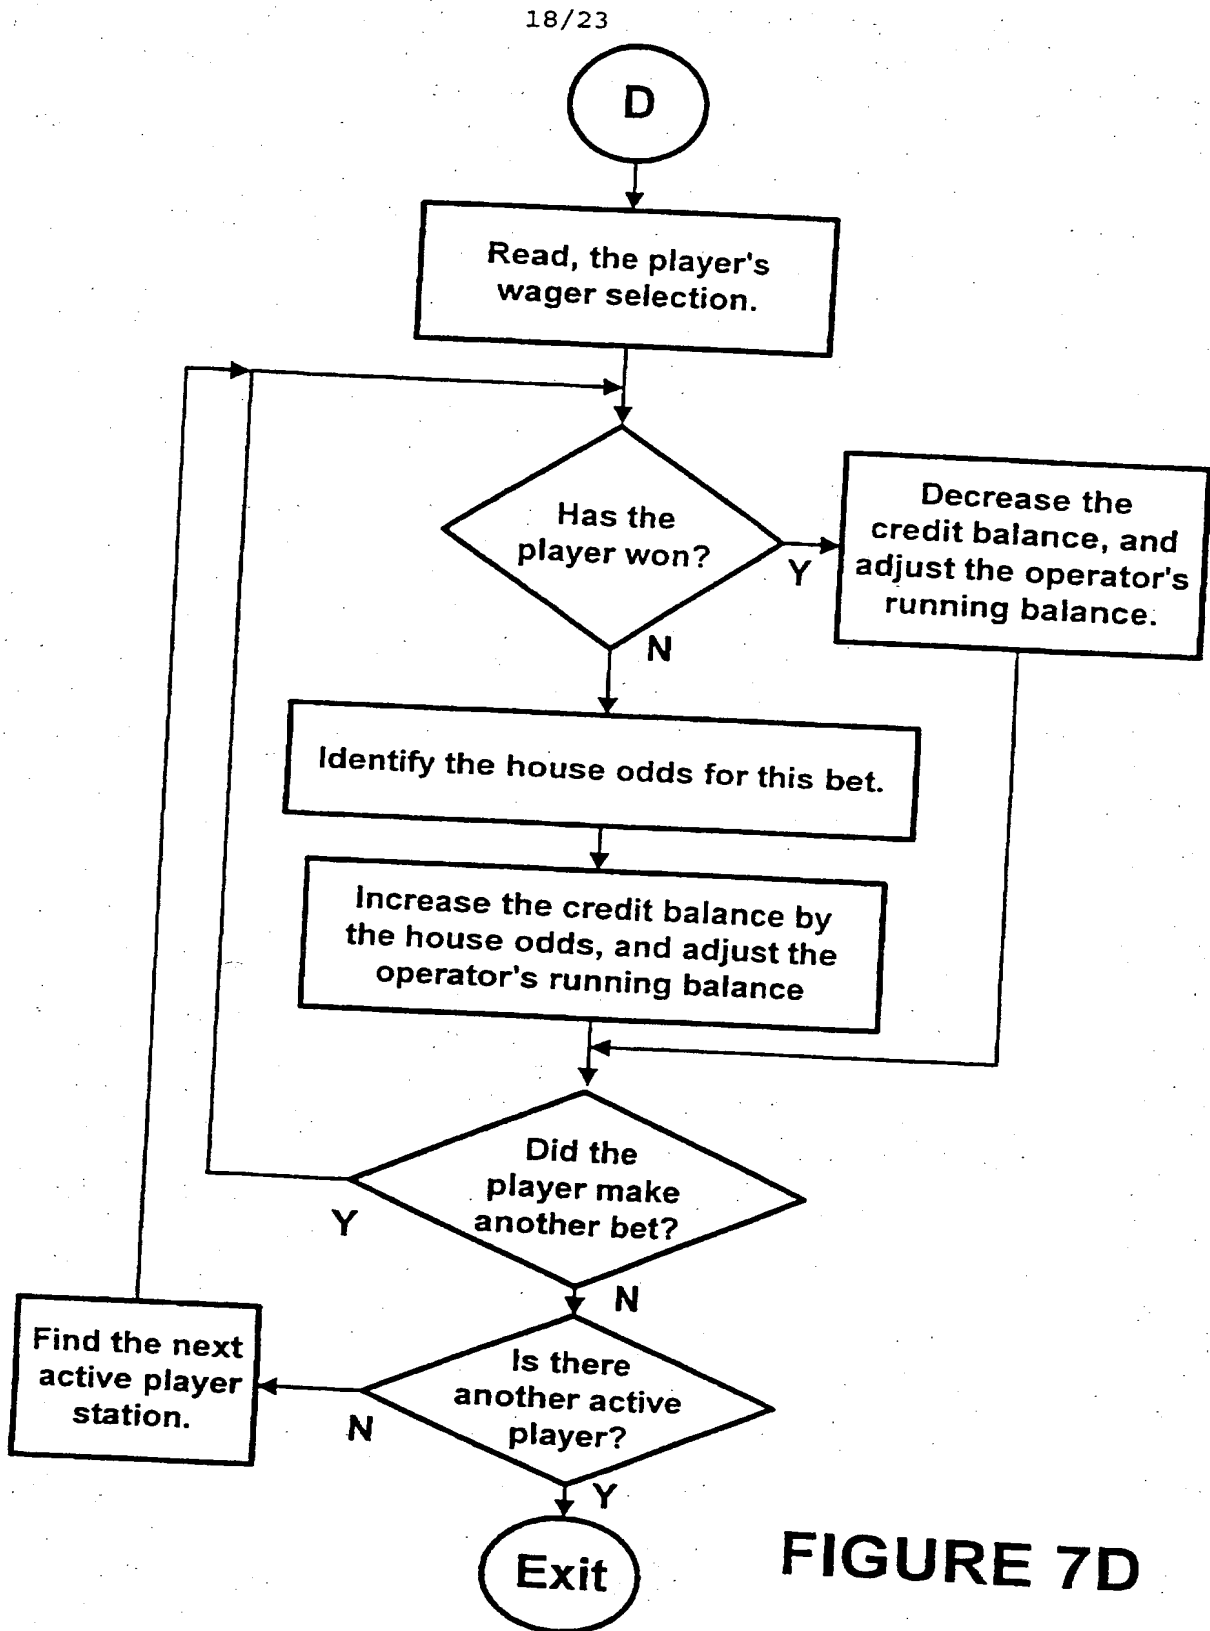 18/23
D
Read, the player's
wager selection.
Has the
player won?
Y
N
Decrease the
credit balance, and
adjust the operator's
running balance.
Identify the house odds for this bet.
Increase the credit balance by
the house odds, and adjust the
operator's running balance
Did the
player make
another bet?
Y
N
Find the next
active player
station.
Is there
another active
player?
N
Y
Exit
FIGURE 7D